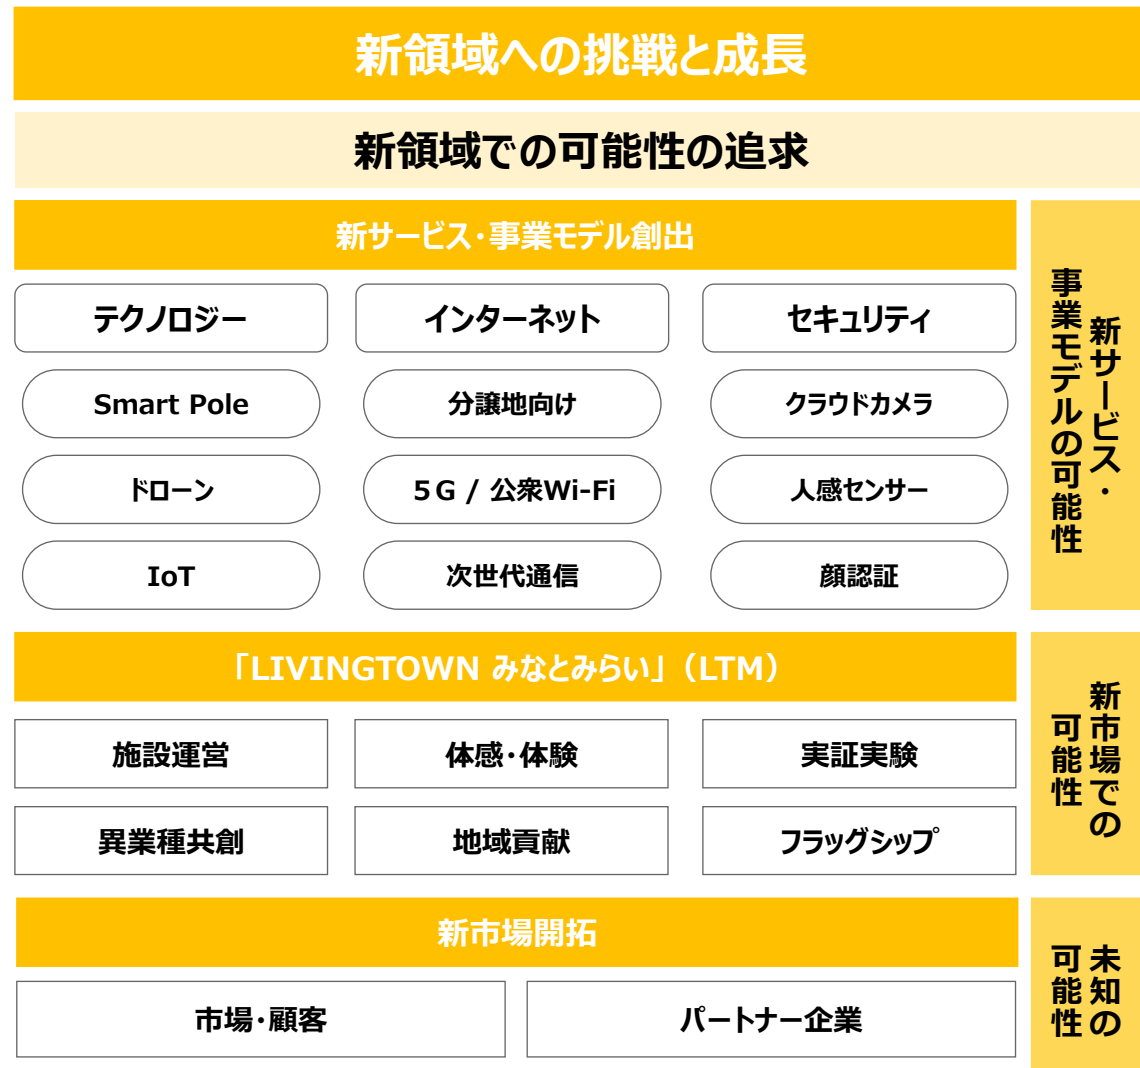 新領域への挑戦と成長
新領域での可能性の追求
新サービス・事業モデル創出
テクノロジー
インターネット
セキュリティ
Smart Pole
分譲地向け
クラウドカメラ
ドローン
5G / 公衆Wi-Fi
人感センサー
IoT
次世代通信
顔認証
新サービス・
事業モデルの可能性
「LIVINGTOWN みなとみらい」（LTM）
施設運営
体感・体験
実証実験
異業種共創
地域貢献
フラッグシップ
新市場での
可能性
新市場開拓
市場・顧客
パートナー企業
未知の
可能性